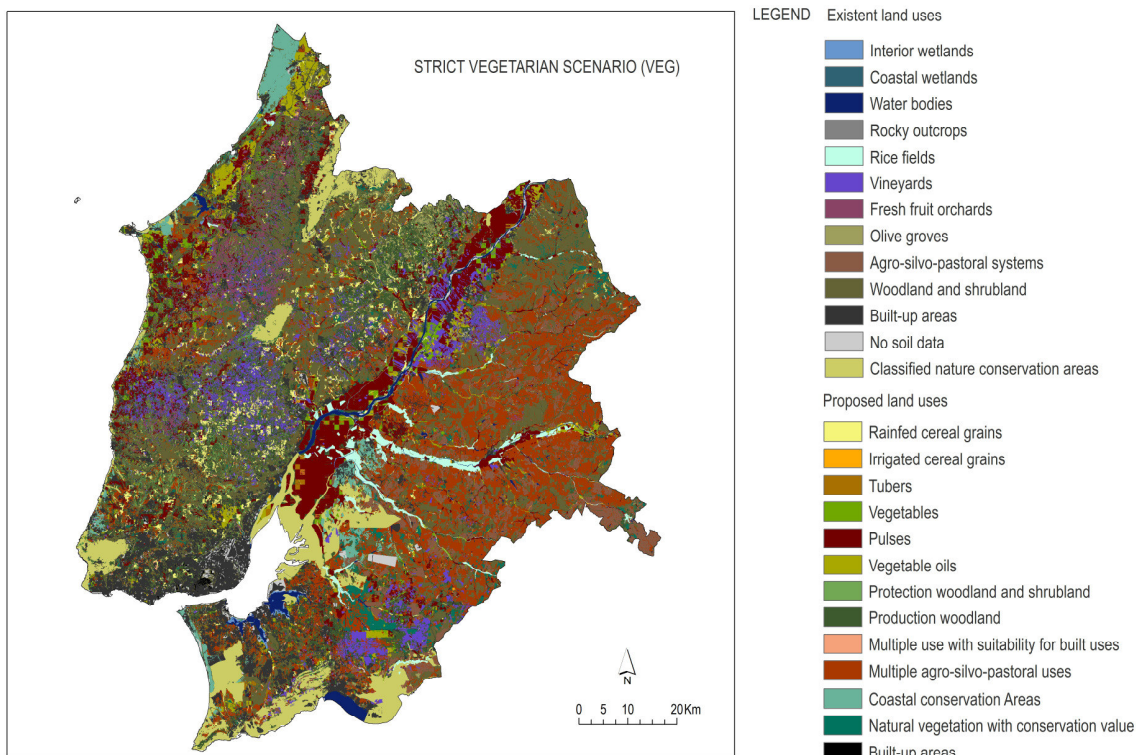 LEGEND Existent land uses
STRICT VEGETARIAN SCENARIO (VEG)
Interior wetlands
Coastal wetlands
Water bodies
Rocky outcrops
Rice fields
Vineyards
Fresh fruit orchards
Olive groves
Agro-silvo-pastoral systems
Woodland and shrubland
Built-up areas
No soil data
Classified nature conservation areas
Proposed land uses
Rainfed cereal grains
Irrigated cereal grains
Tubers
Vegetables
Pulses
Vegetable oils
Protection woodland and shrubland
Production woodland
Multiple use with suitability for built uses
Multiple agro-silvo-pastoral uses
Coastal conservation Areas
Natural vegetation with conservation value
Built-up areas
N
0 5 10 20Km